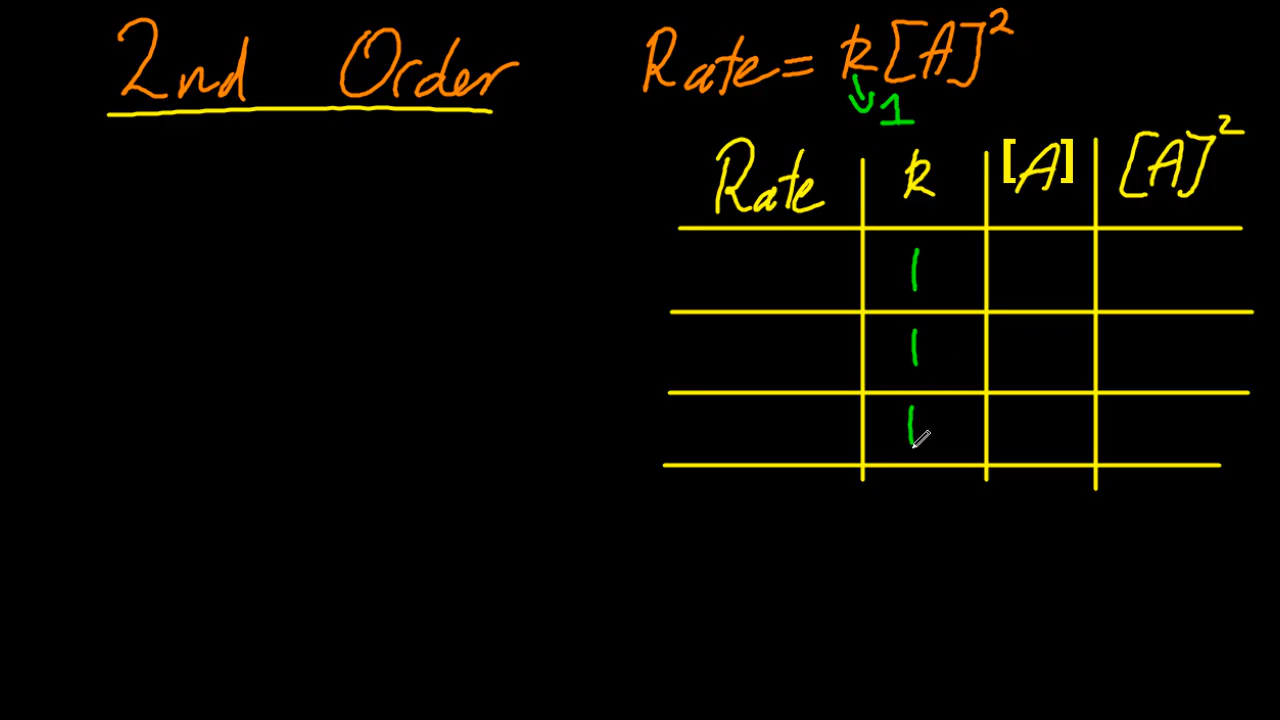 2nd Order
Rate = k[A]²
1
Rate k [A] [A]²
1
1
1